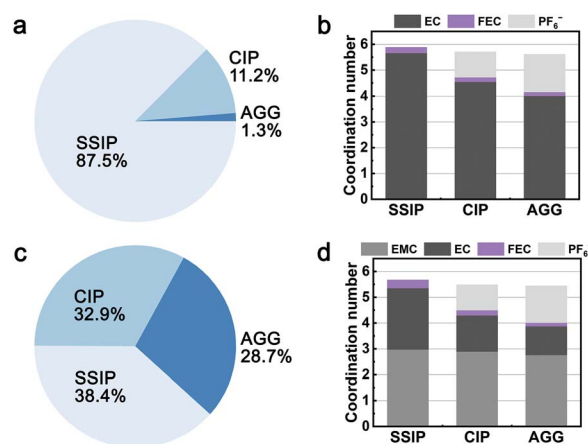 a
CIP
11.2%
AGG
1.3%
SSIP
87.5%
b
EC FEC PF₆⁻
Coordination number
6
5
4
3
2
1
0
SSIP CIP AGG
c
CIP
32.9%
AGG
28.7%
SSIP
38.4%
d
EMC EC FEC PF₆
Coordination number
6
5
4
3
2
1
0
SSIP CIP AGG